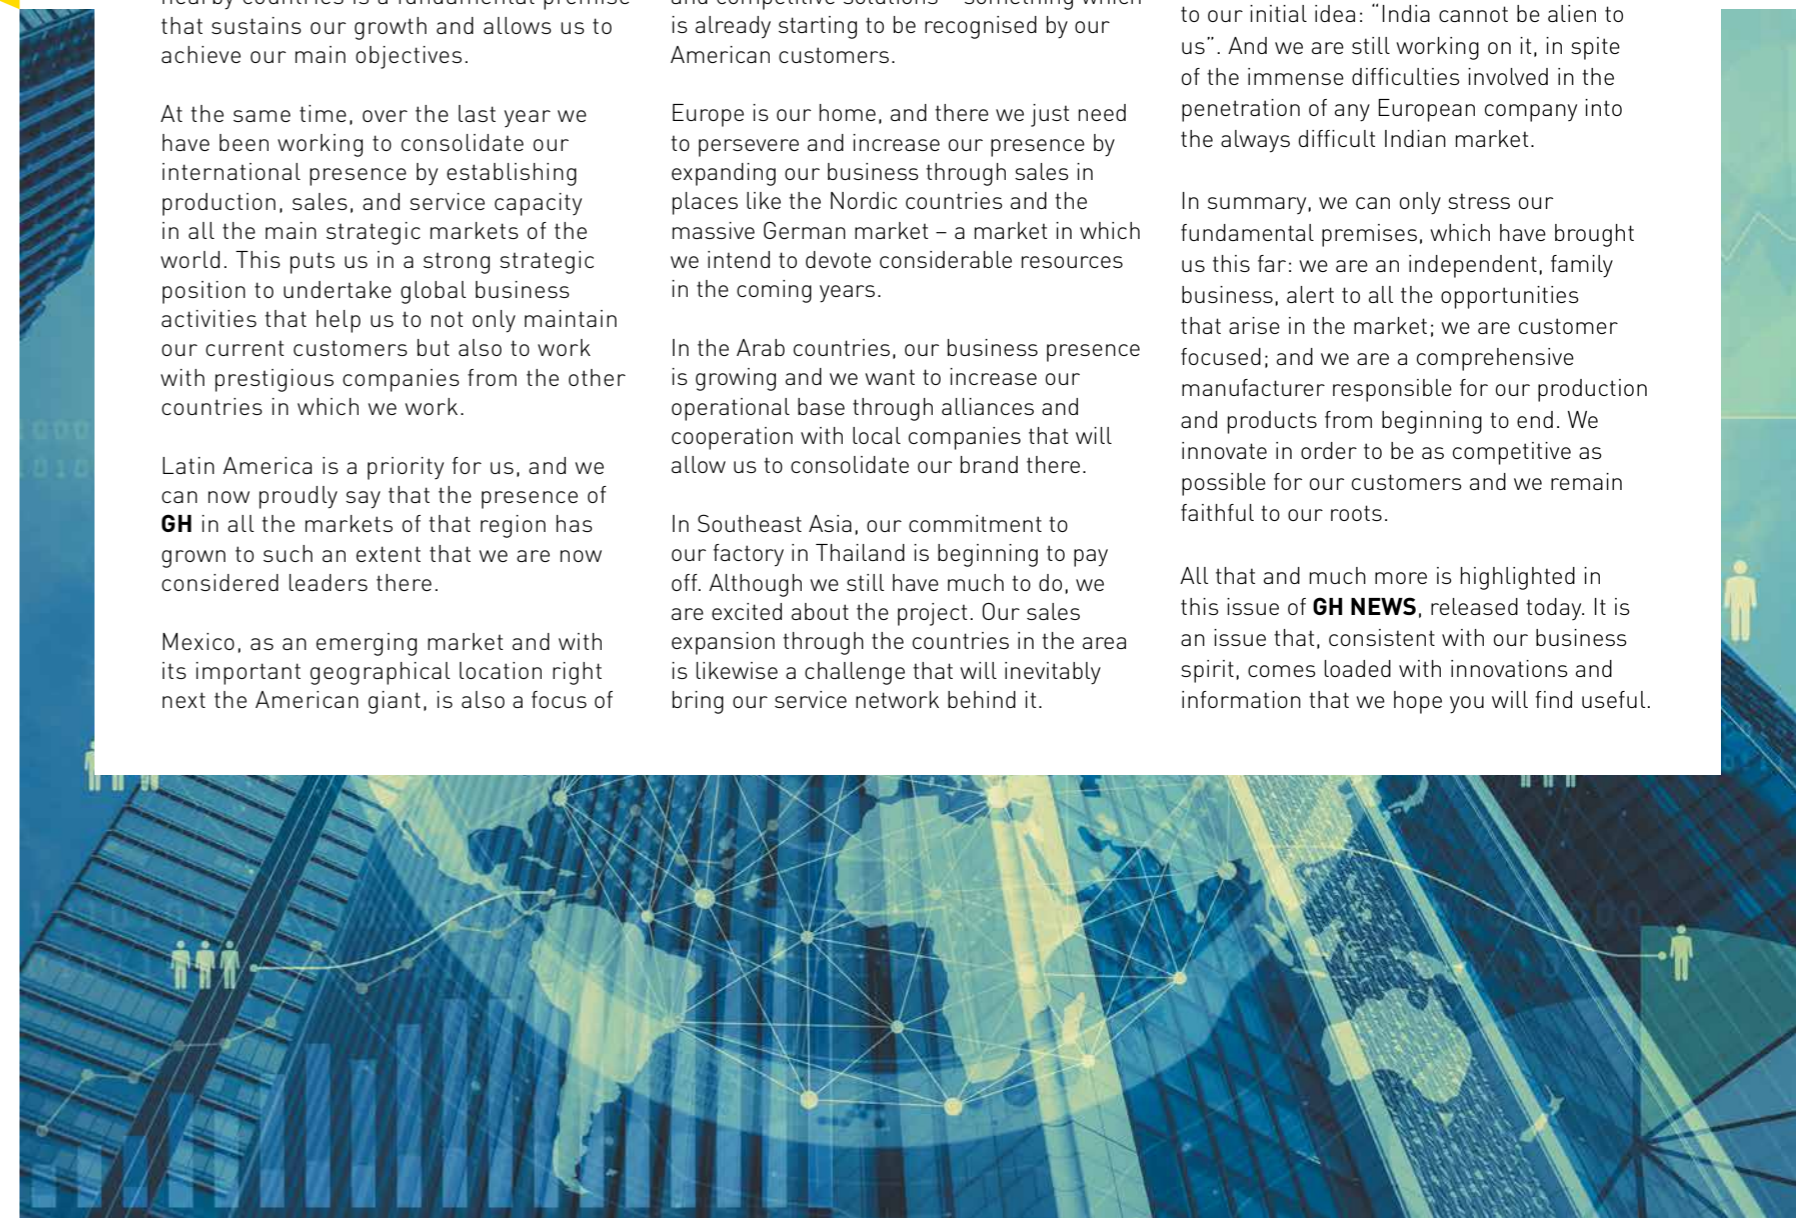 nearby countries is a fundamental premise
that sustains our growth and allows us to
achieve our main objectives.
At the same time, over the last year we
have been working to consolidate our
international presence by establishing
production, sales, and service capacity
in all the main strategic markets of the
world. This puts us in a strong strategic
position to undertake global business
activities that help us to not only maintain
our current customers but also to work
with prestigious companies from the other
countries in which we work.
Latin America is a priority for us, and we
can now proudly say that the presence of
GH in all the markets of that region has
grown to such an extent that we are now
considered leaders there.
Mexico, as an emerging market and with
its important geographical location right
next the American giant, is also a focus of
and competitive solutions – something which
is already starting to be recognised by our
American customers.
Europe is our home, and there we just need
to persevere and increase our presence by
expanding our business through sales in
places like the Nordic countries and the
massive German market – a market in which
we intend to devote considerable resources
in the coming years.
In the Arab countries, our business presence
is growing and we want to increase our
operational base through alliances and
cooperation with local companies that will
allow us to consolidate our brand there.
In Southeast Asia, our commitment to
our factory in Thailand is beginning to pay
off. Although we still have much to do, we
are excited about the project. Our sales
expansion through the countries in the area
is likewise a challenge that will inevitably
bring our service network behind it.
to our initial idea: “India cannot be alien to
us”. And we are still working on it, in spite
of the immense difficulties involved in the
penetration of any European company into
the always difficult Indian market.
In summary, we can only stress our
fundamental premises, which have brought
us this far: we are an independent, family
business, alert to all the opportunities
that arise in the market; we are customer
focused; and we are a comprehensive
manufacturer responsible for our production
and products from beginning to end. We
innovate in order to be as competitive as
possible for our customers and we remain
faithful to our roots.
All that and much more is highlighted in
this issue of GH NEWS, released today. It is
an issue that, consistent with our business
spirit, comes loaded with innovations and
information that we hope you will find useful.